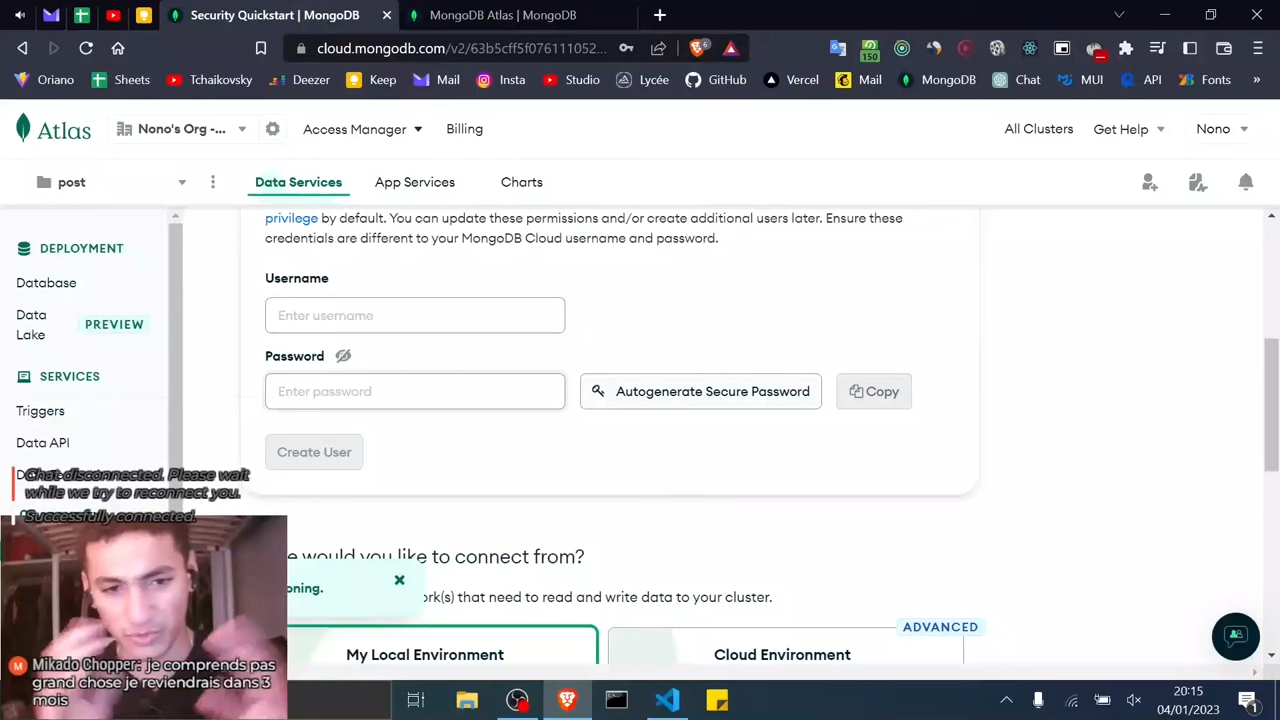 Security Quickstart | MongoDB
MongoDB Atlas | MongoDB
cloud.mongodb.com/v2/63b5cff5f076111052...
6
150
Oriano
Sheets
Tchaikovsky
Deezer
Keep
Mail
Insta
Studio
Lycée
GitHub
Vercel
Mail
MongoDB
Chat
MUI
API
Fonts
»
Atlas
Nono's Org -...
Access Manager
Billing
All Clusters
Get Help
Nono
post
Data Services
App Services
Charts
DEPLOYMENT
Database
Data
Lake
PREVIEW
SERVICES
Triggers
Data API
privilege by default. You can update these permissions and/or create additional users later. Ensure these
credentials are different to your MongoDB Cloud username and password.
Username
Enter username
Password
Enter password
Autogenerate Secure Password
Copy
Create User
Chat disconnected. Please wait
while we try to reconnect you.
Successfully connected.
e would you like to connect from?
oning.
ork(s) that need to read and write data to your cluster.
ADVANCED
My Local Environment
Cloud Environment
M Mikado Chopper: je comprends pas
grand chose je reviendrais dans 3
mois
20:15
04/01/2023
1